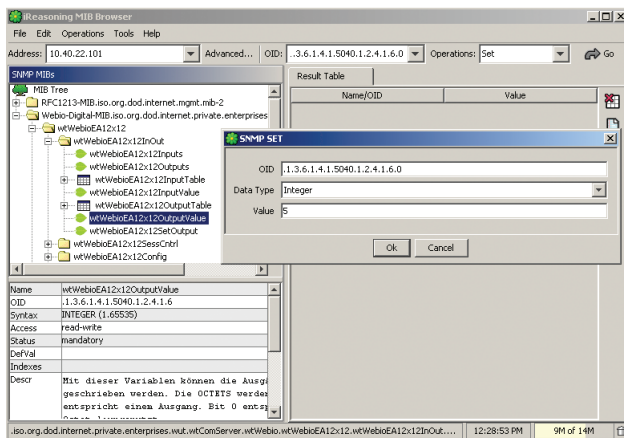 iReasoning MIB Browser
File Edit Operations Tools Help
Address: 10.40.22.101 Advanced... OID: ..3.6.1.4.1.5040.1.2.4.1.6.0 Operations: Set Go
SNMP MIBs
Result Table
MIB Tree
Name/OID Value
RFC1213-MIB.iso.org.dod.internet.mgmt.mib-2
Webio-Digital-MIB.iso.org.dod.internet.private.enterprises
wtWebioEA12x12
wtWebioEA12x12InOut
wtWebioEA12x12Inputs
wtWebioEA12x12Outputs
wtWebioEA12x12InputTable
wtWebioEA12x12InputValue
wtWebioEA12x12OutputTable
wtWebioEA12x12OutputValue
wtWebioEA12x12SetOutput
wtWebioEA12x12SessCntrl
wtWebioEA12x12Config
SNMP SET
OID .1.3.6.1.4.1.5040.1.2.4.1.6.0
Data Type Integer
Value 5
Ok Cancel
Name wtWebioEA12x12OutputValue
OID .1.3.6.1.4.1.5040.1.2.4.1.6
Syntax INTEGER (1.65535)
Access read-write
Status mandatory
DefVal
Indexes
Descr Mit dieser Variablen können die Ausgä
geschrieben werden. Die OCTETS werden
entspricht einem Ausgang. Bit 0 entsp
.iso.org.dod.internet.private.enterprises.wut.wtComServer.wtWebio.wtWebioEA12x12.wtWebioEA12x12InOut.... 12:28:53 PM 9M of 14M